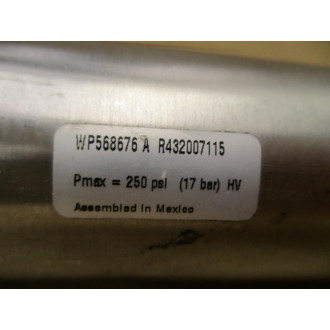 WP568676 A R432007115
Pmax = 250 psi (17 bar) HV
Assembled in Mexico